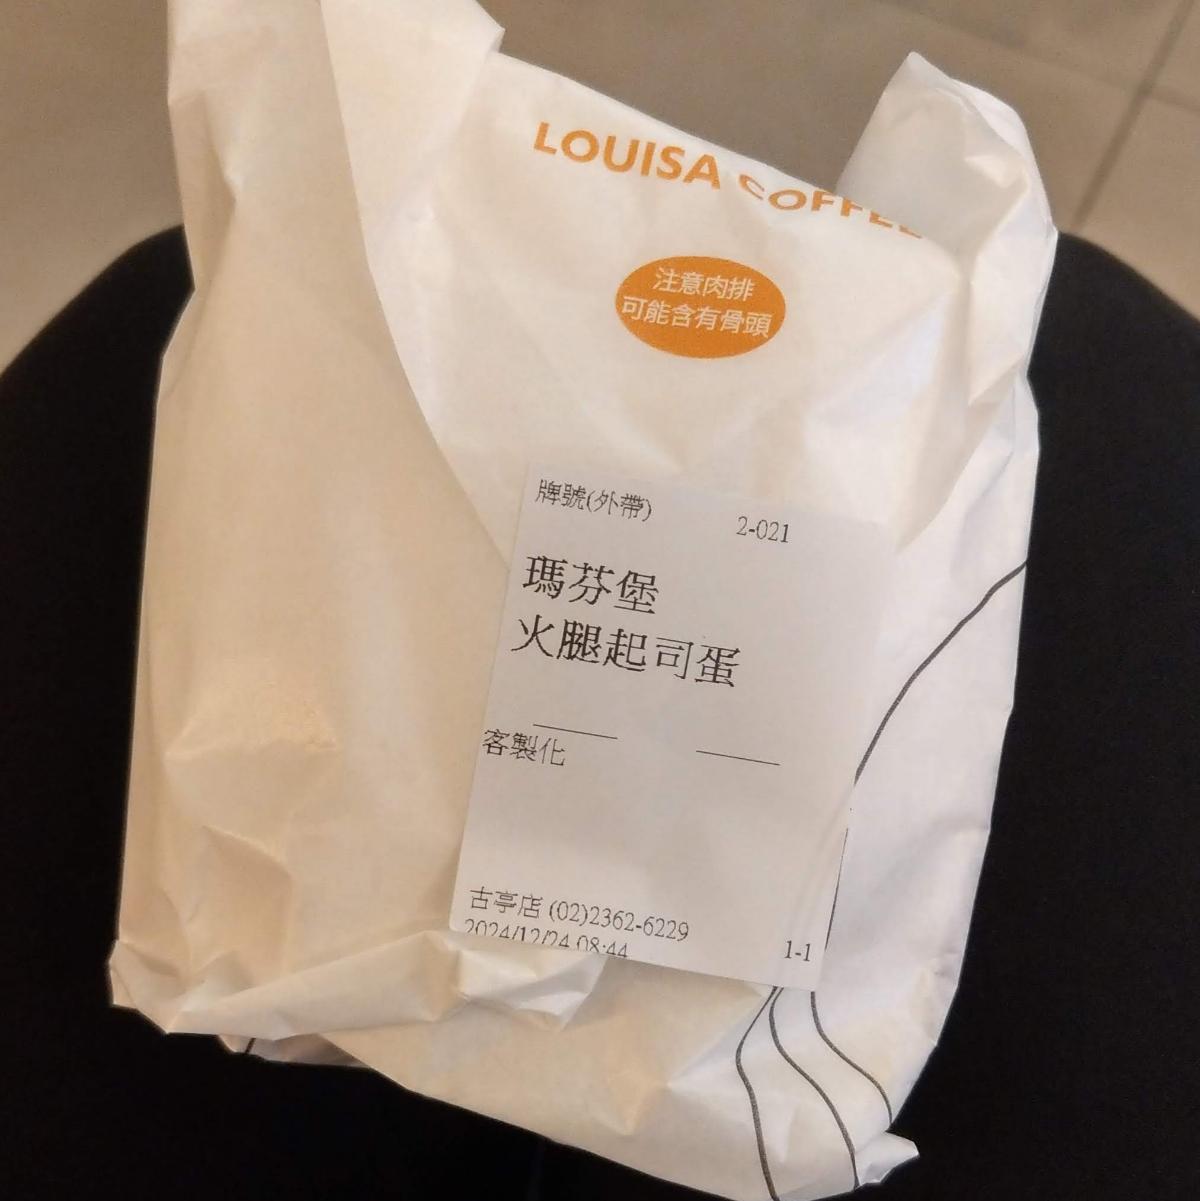 LOUISA COFFEE
注意肉排
可能含有骨頭
牌號(外帶) 2-021
瑪芬堡
火腿起司蛋
客製化
古亭店 (02)2362-6229
2024/12/24 08:44 1-1